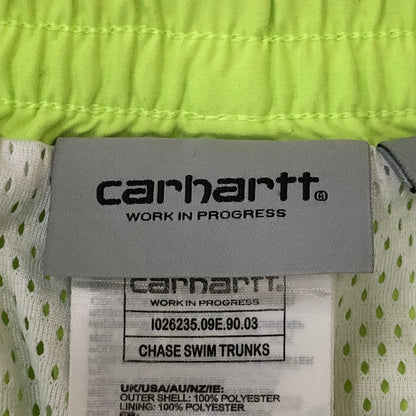 carhartt
WORK IN PROGRESS
carhartt
WORK IN PROGRESS
I026235.09E.90.03
CHASE SWIM TRUNKS
UK/USA/AU/NZ/IE:
OUTER SHELL: 100% POLYESTER
LINING: 100% POLYESTER